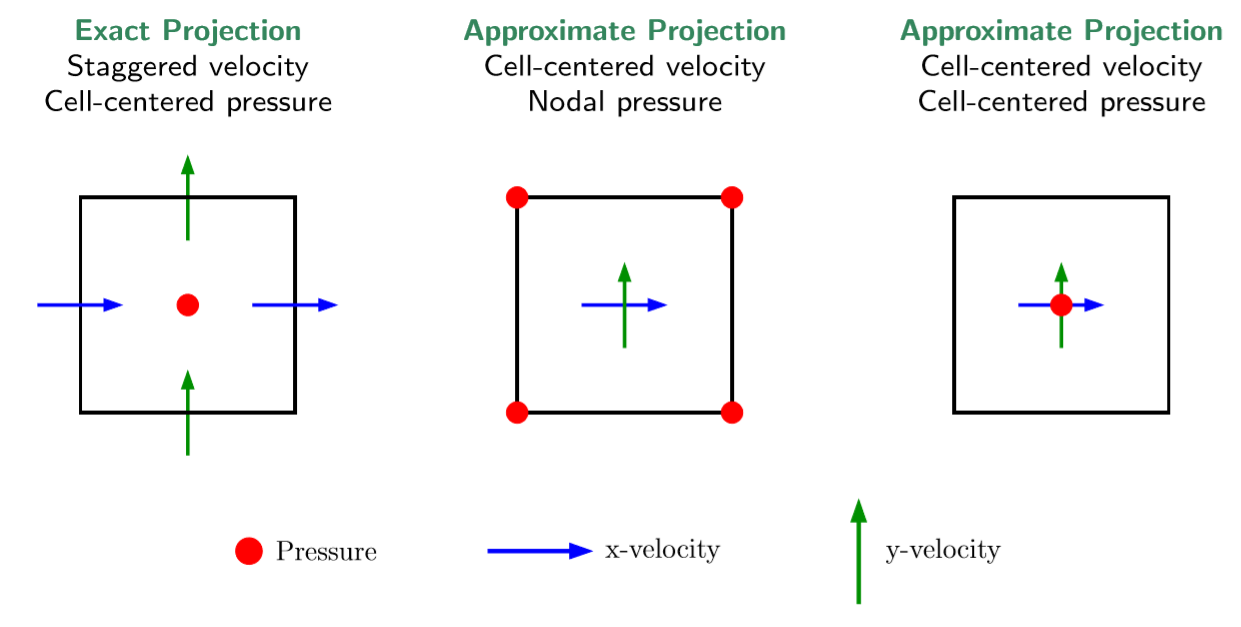 Exact Projection
Staggered velocity
Cell-centered pressure
Approximate Projection
Cell-centered velocity
Nodal pressure
Approximate Projection
Cell-centered velocity
Cell-centered pressure
Pressure
x-velocity
y-velocity